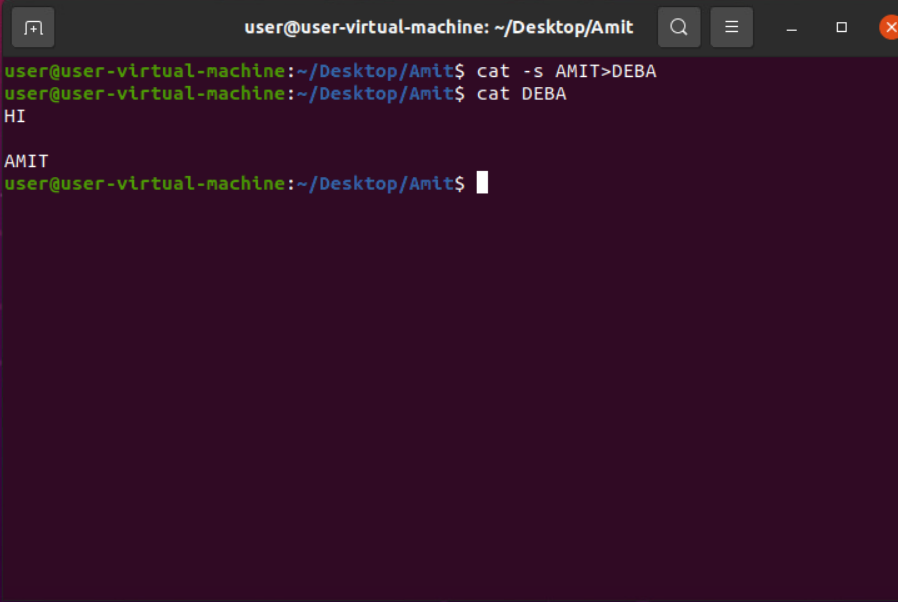 user@user-virtual-machine: ~/Desktop/Amit
user@user-virtual-machine:~/Desktop/Amit$ cat -s AMIT>DEBA
user@user-virtual-machine:~/Desktop/Amit$ cat DEBA
HI
AMIT
user@user-virtual-machine:~/Desktop/Amit$